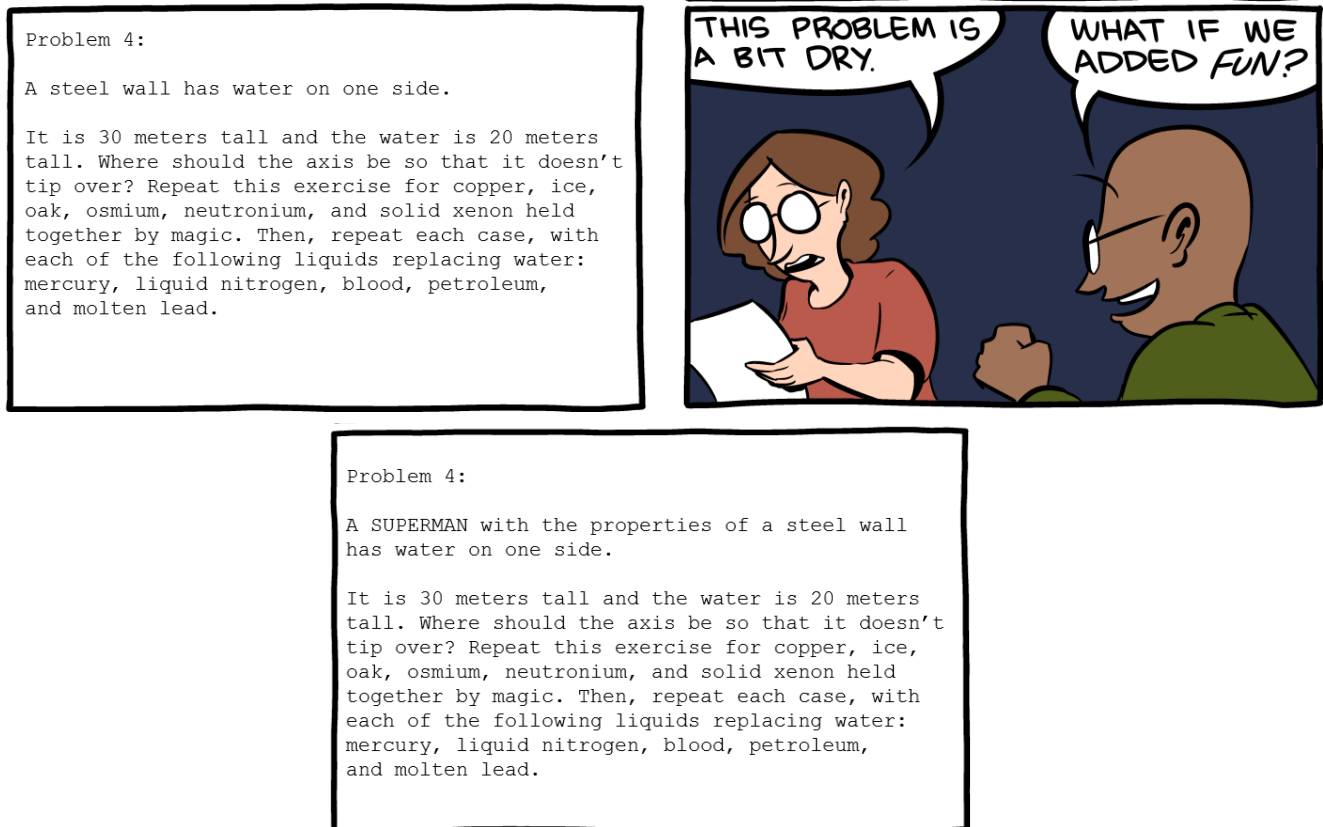 Problem 4:
A steel wall has water on one side.
It is 30 meters tall and the water is 20 meters
tall. Where should the axis be so that it doesn't
tip over? Repeat this exercise for copper, ice,
oak, osmium, neutronium, and solid xenon held
together by magic. Then, repeat each case, with
each of the following liquids replacing water:
mercury, liquid nitrogen, blood, petroleum,
and molten lead.
THIS PROBLEM IS
A BIT DRY.
WHAT IF WE
ADDED FUN?
Problem 4:
A SUPERMAN with the properties of a steel wall
has water on one side.
It is 30 meters tall and the water is 20 meters
tall. Where should the axis be so that it doesn't
tip over? Repeat this exercise for copper, ice,
oak, osmium, neutronium, and solid xenon held
together by magic. Then, repeat each case, with
each of the following liquids replacing water:
mercury, liquid nitrogen, blood, petroleum,
and molten lead.